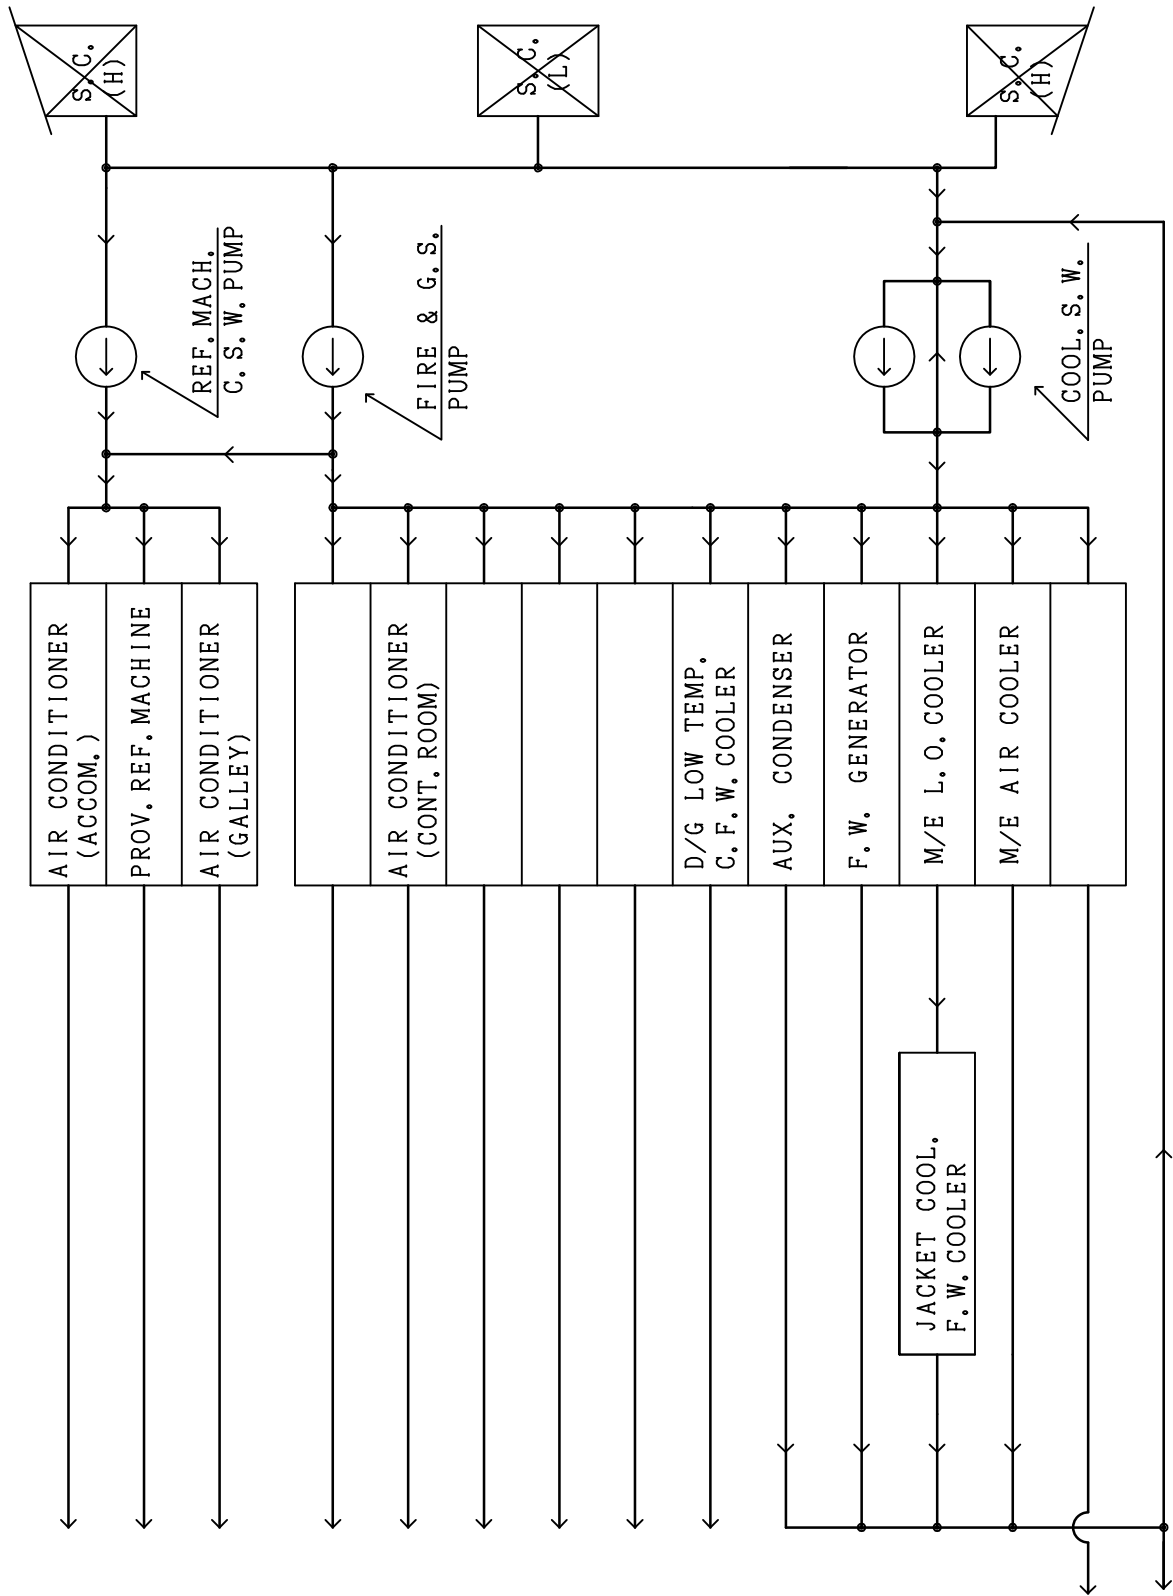 S.C.
(H)
S.C.
(L)
S.C.
(H)
REF.MACH.
C.S.W.PUMP
FIRE & G.S.
PUMP
COOL.S.W.
PUMP
AIR CONDITIONER
(ACCOM.)
PROV.REF.MACHINE
AIR CONDITIONER
(GALLEY)
AIR CONDITIONER
(CONT.ROOM)
D/G LOW TEMP.
C.F.W.COOLER
AUX. CONDENSER
F.W. GENERATOR
M/E L.O.COOLER
M/E AIR COOLER
JACKET COOL.
F.W.COOLER